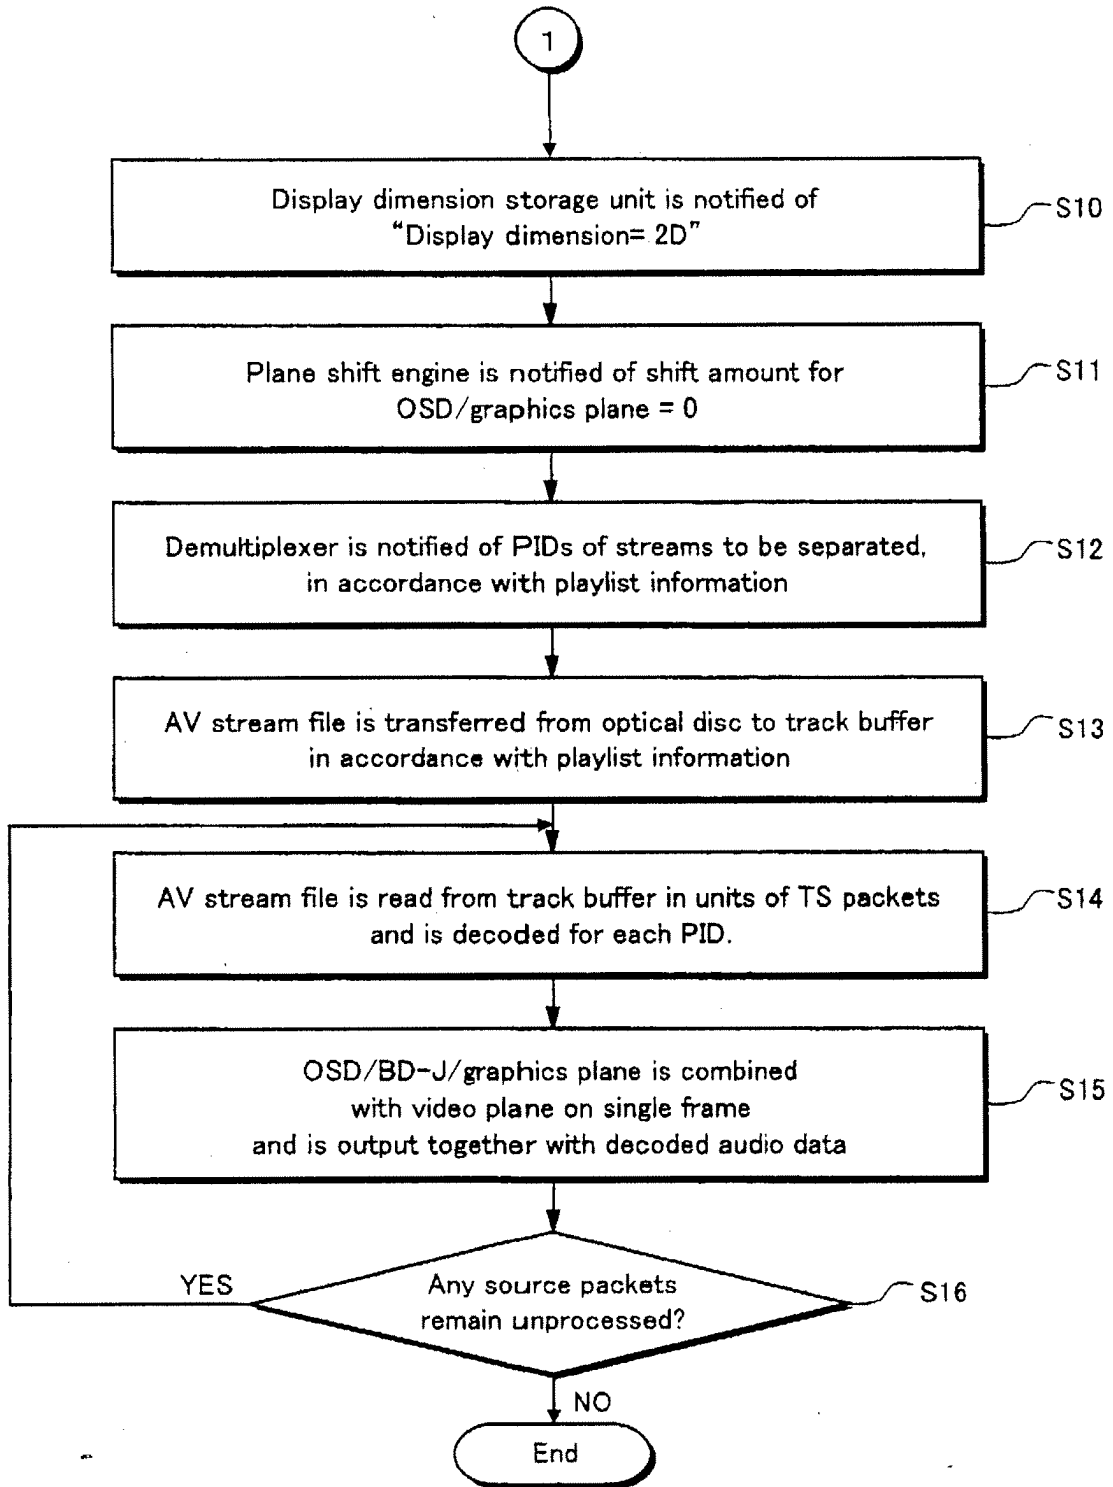 1
Display dimension storage unit is notified of
“Display dimension= 2D”
S10
Plane shift engine is notified of shift amount for
OSD/graphics plane = 0
S11
Demultiplexer is notified of PIDs of streams to be separated,
in accordance with playlist information
S12
AV stream file is transferred from optical disc to track buffer
in accordance with playlist information
S13
AV stream file is read from track buffer in units of TS packets
and is decoded for each PID.
S14
OSD/BD-J/graphics plane is combined
with video plane on single frame
and is output together with decoded audio data
S15
YES
Any source packets
remain unprocessed?
S16
NO
End